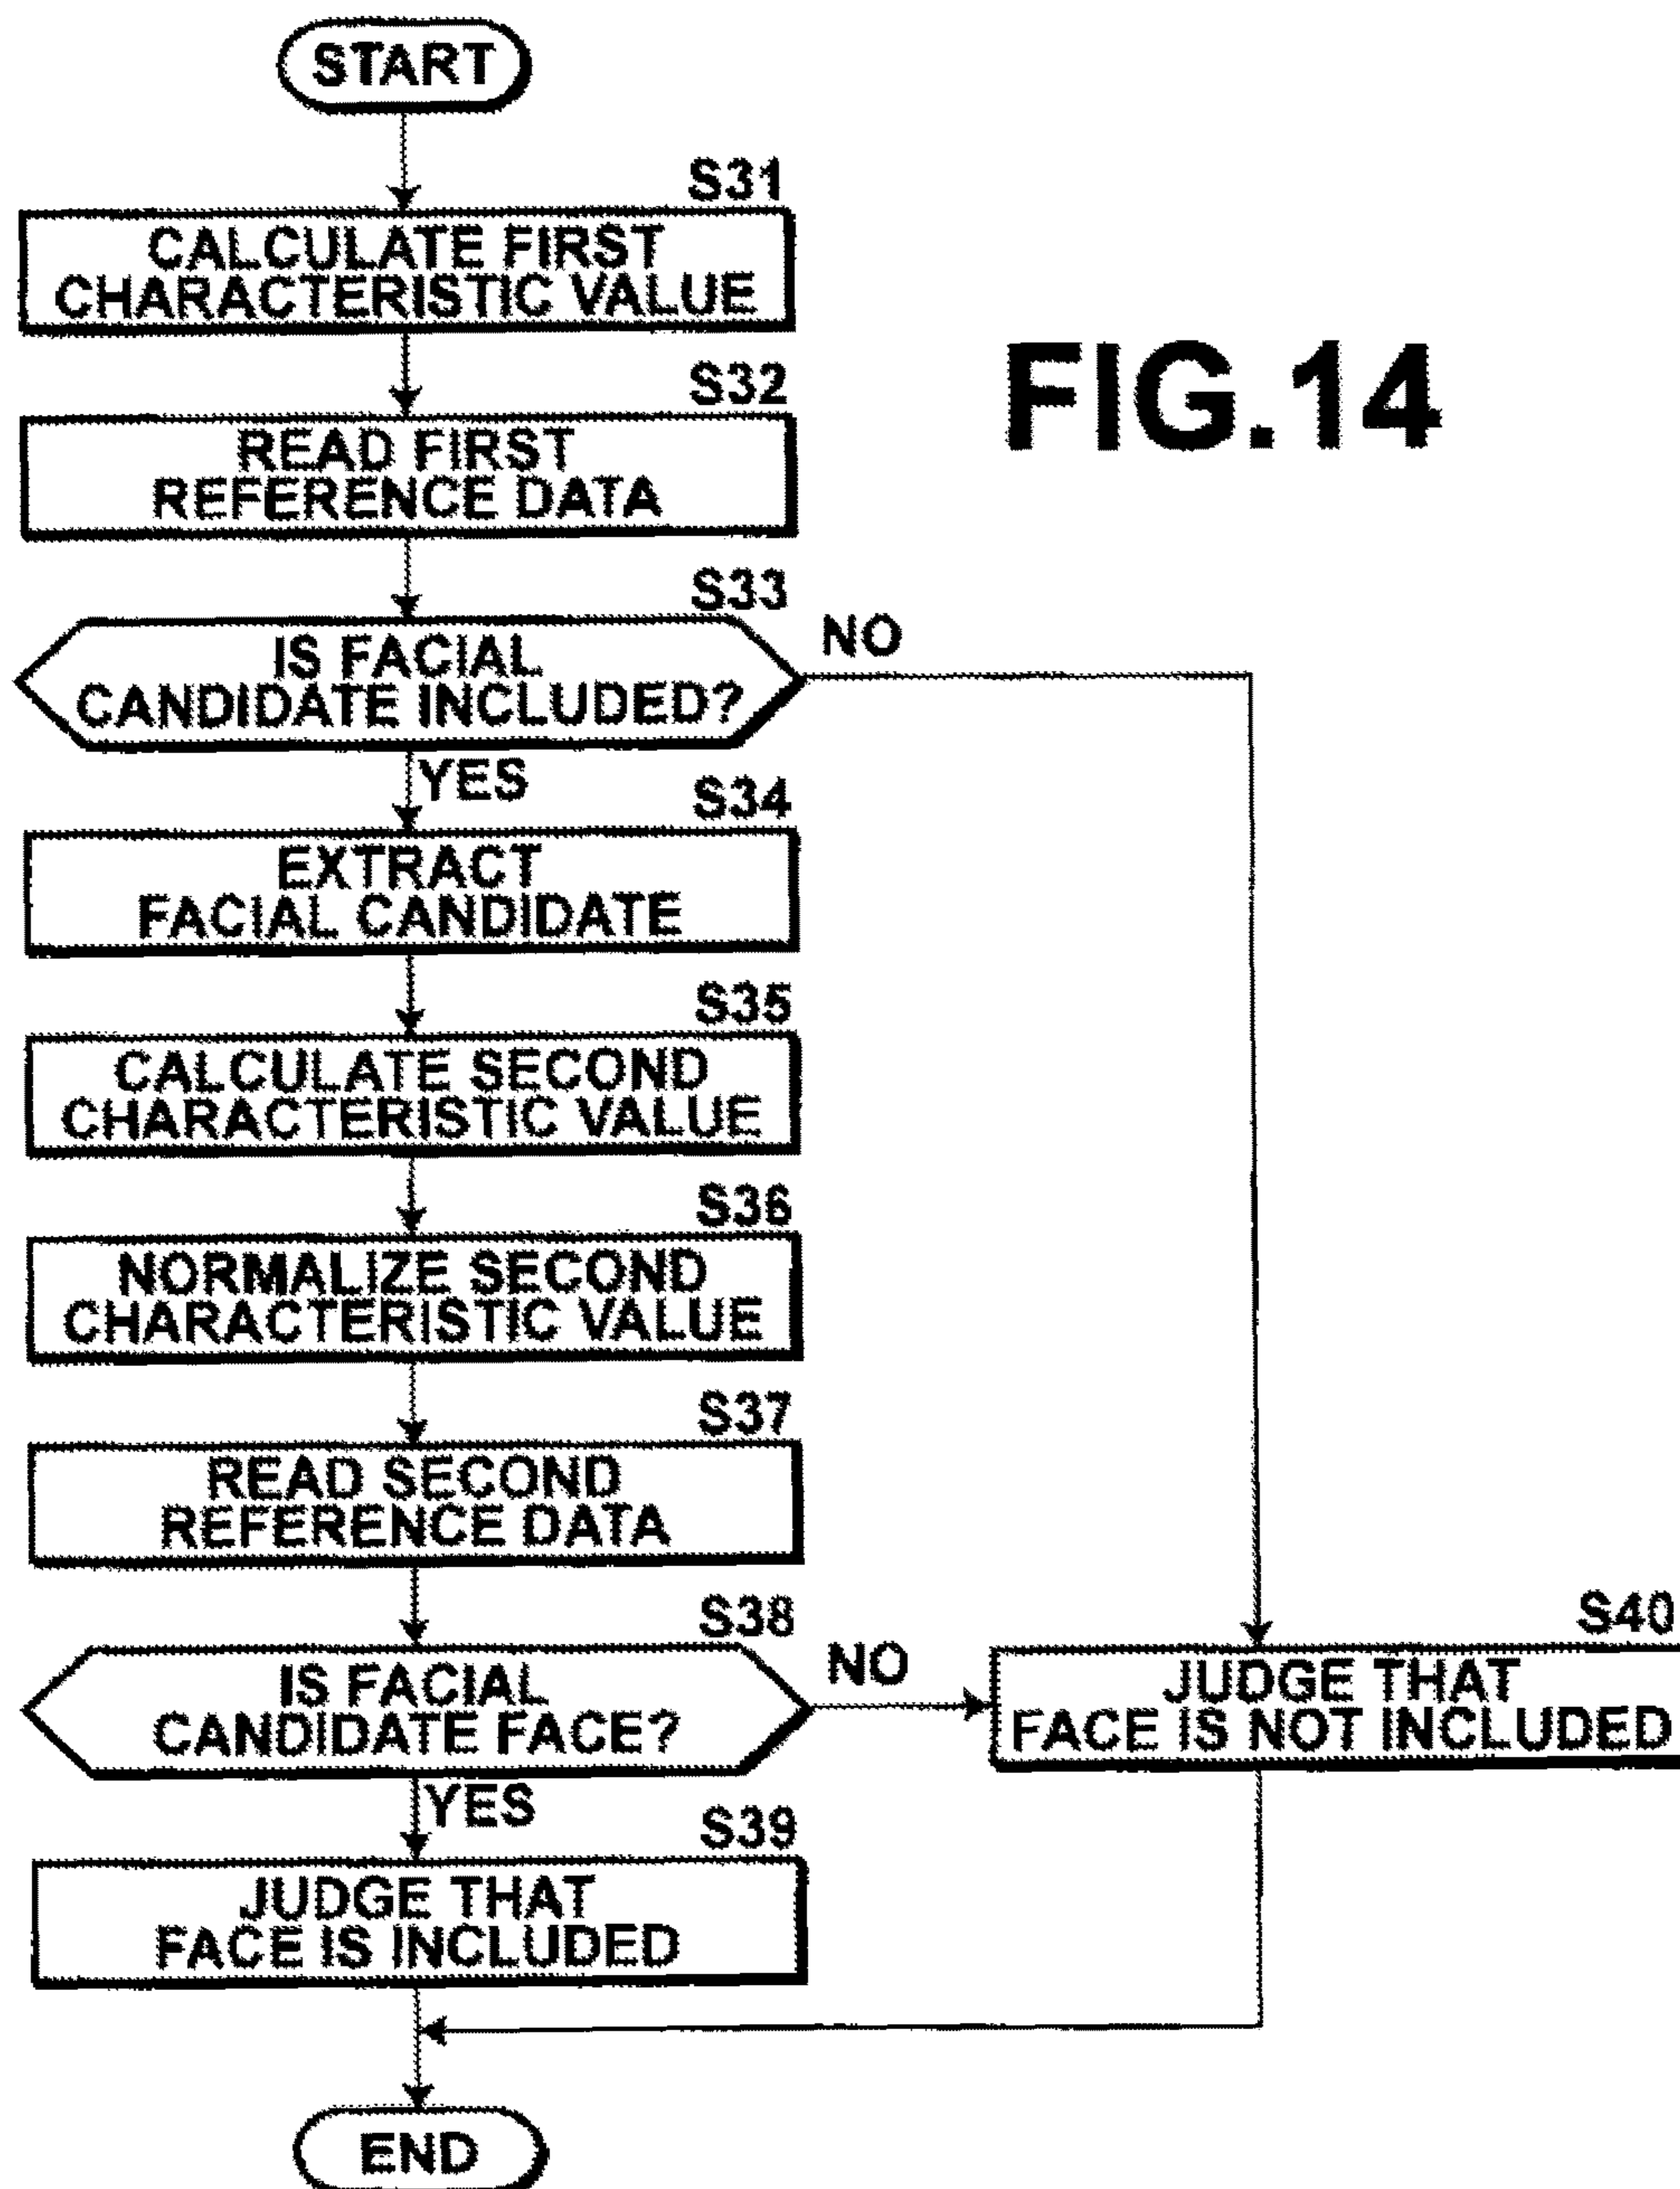 START
S31
CALCULATE FIRST
CHARACTERISTIC VALUE
FIG.14
S32
READ FIRST
REFERENCE DATA
S33
IS FACIAL
CANDIDATE INCLUDED?
NO
YES
S34
EXTRACT
FACIAL CANDIDATE
S35
CALCULATE SECOND
CHARACTERISTIC VALUE
S36
NORMALIZE SECOND
CHARACTERISTIC VALUE
S37
READ SECOND
REFERENCE DATA
S38
IS FACIAL
CANDIDATE FACE?
NO
S40
JUDGE THAT
FACE IS NOT INCLUDED
YES
S39
JUDGE THAT
FACE IS INCLUDED
END